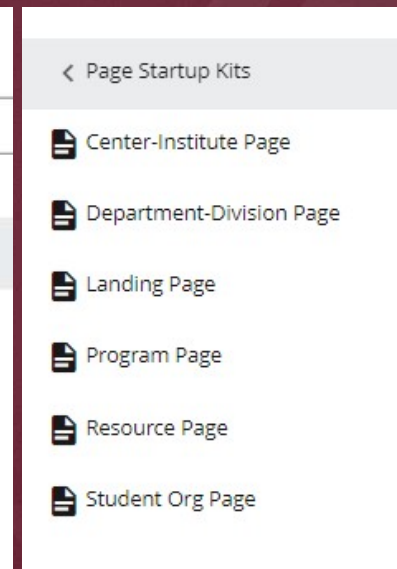 Page Startup Kits
Center-Institute Page
Department-Division Page
Landing Page
Program Page
Resource Page
Student Org Page